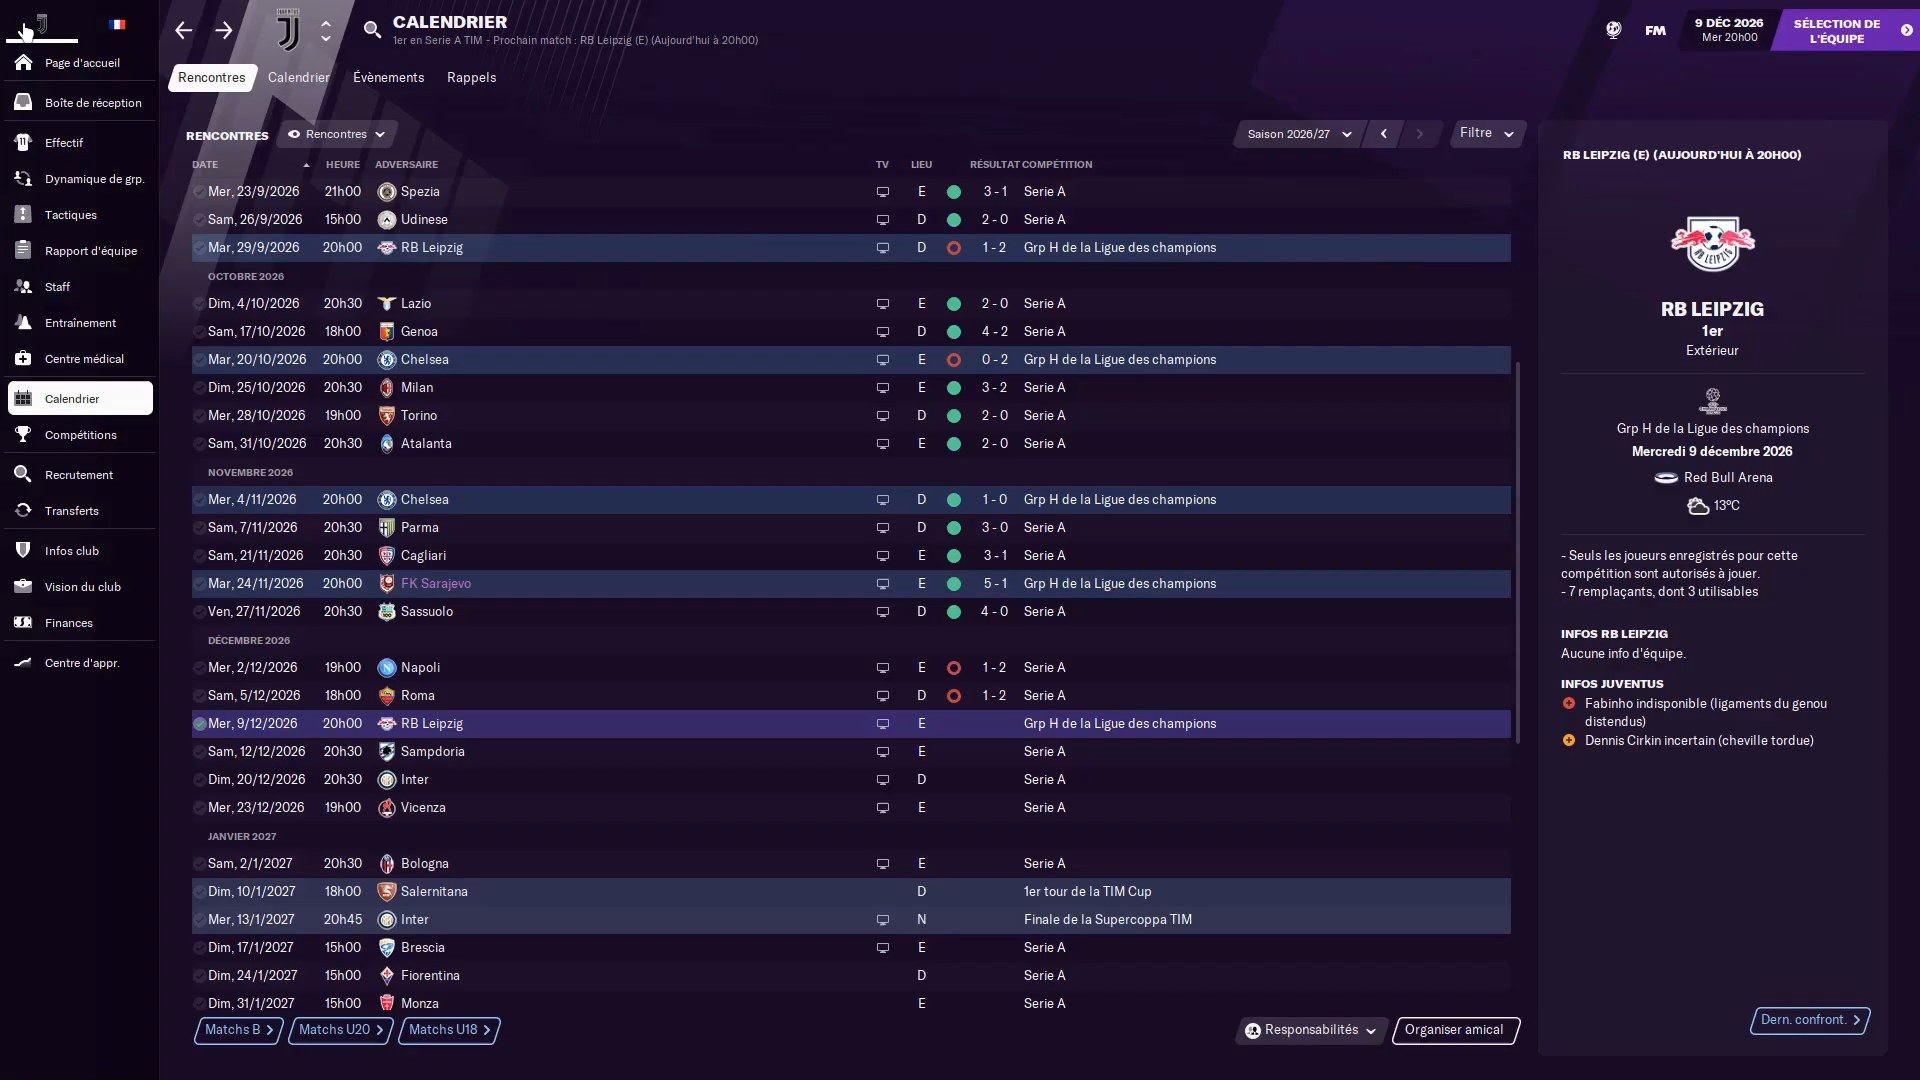 CALENDRIER
1er en Serie A TIM - Prochain match : RB Leipzig (E) (Aujourd'hui à 20h00)
FM
9 DÉC 2026
Mer 20h00
SÉLECTION DE
L'ÉQUIPE
Page d'accueil
Boîte de réception
Effectif
Dynamique de grp.
Tactiques
Rapport d'équipe
Staff
Entraînement
Centre médical
Calendrier
Compétitions
Recrutement
Transferts
Infos club
Vision du club
Finances
Centre d'appr.
Rencontres Calendrier Évènements Rappels
RENCONTRES Rencontres Saison 2026/27 Filtre
DATE HEURE ADVERSAIRE TV LIEU RÉSULTAT COMPÉTITION
Mer, 23/9/2026 21h00 Spezia E 3 - 1 Serie A
Sam, 26/9/2026 15h00 Udinese D 2 - 0 Serie A
Mar, 29/9/2026 20h00 RB Leipzig D 1 - 2 Grp H de la Ligue des champions
OCTOBRE 2026
Dim, 4/10/2026 20h30 Lazio E 2 - 0 Serie A
Sam, 17/10/2026 18h00 Genoa D 4 - 2 Serie A
Mar, 20/10/2026 20h00 Chelsea E 0 - 2 Grp H de la Ligue des champions
Dim, 25/10/2026 20h30 Milan E 3 - 2 Serie A
Mer, 28/10/2026 19h00 Torino D 2 - 0 Serie A
Sam, 31/10/2026 20h30 Atalanta E 2 - 0 Serie A
NOVEMBRE 2026
Mer, 4/11/2026 20h00 Chelsea D 1 - 0 Grp H de la Ligue des champions
Sam, 7/11/2026 20h30 Parma D 3 - 0 Serie A
Sam, 21/11/2026 20h30 Cagliari E 3 - 1 Serie A
Mar, 24/11/2026 20h00 FK Sarajevo E 5 - 1 Grp H de la Ligue des champions
Ven, 27/11/2026 20h30 Sassuolo D 4 - 0 Serie A
DÉCEMBRE 2026
Mer, 2/12/2026 19h00 Napoli E 1 - 2 Serie A
Sam, 5/12/2026 18h00 Roma D 1 - 2 Serie A
Mer, 9/12/2026 20h00 RB Leipzig E Grp H de la Ligue des champions
Sam, 12/12/2026 20h30 Sampdoria E Serie A
Dim, 20/12/2026 20h30 Inter D Serie A
Mer, 23/12/2026 19h00 Vicenza E Serie A
JANVIER 2027
Sam, 2/1/2027 20h30 Bologna E Serie A
Dim, 10/1/2027 18h00 Salernitana D 1er tour de la TIM Cup
Mer, 13/1/2027 20h45 Inter N Finale de la Supercoppa TIM
Dim, 17/1/2027 15h00 Brescia E Serie A
Dim, 24/1/2027 15h00 Fiorentina D Serie A
Dim, 31/1/2027 15h00 Monza E Serie A
Matchs B Matchs U20 Matchs U18 Responsabilités Organiser amical
RB LEIPZIG (E) (AUJOURD'HUI À 20H00)
RB LEIPZIG
RB LEIPZIG
1er
Extérieur
Grp H de la Ligue des champions
Mercredi 9 décembre 2026
Red Bull Arena
13°C
- Seuls les joueurs enregistrés pour cette
compétition sont autorisés à jouer.
- 7 remplaçants, dont 3 utilisables
INFOS RB LEIPZIG
Aucune info d'équipe.
INFOS JUVENTUS
Fabinho indisponible (ligaments du genou
distendus)
Dennis Cirkin incertain (cheville tordue)
Dern. confront.